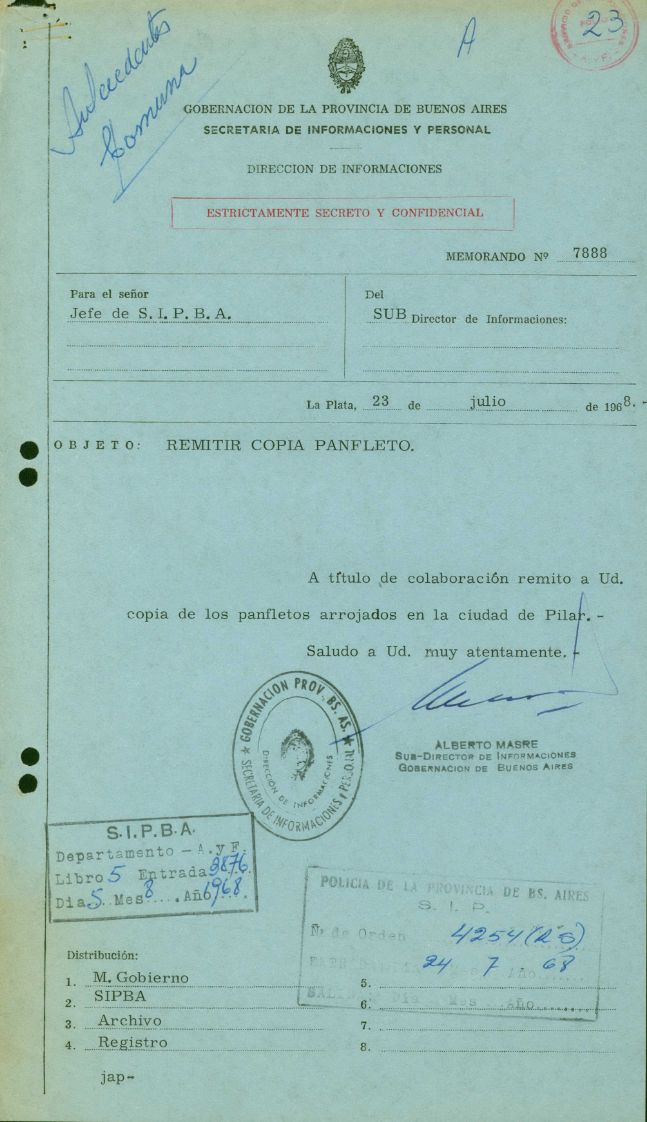 Antecedentes
Comuna
A
23
GOBERNACION DE LA PROVINCIA DE BUENOS AIRES
SECRETARIA DE INFORMACIONES Y PERSONAL
DIRECCION DE INFORMACIONES
ESTRICTAMENTE SECRETO Y CONFIDENCIAL
MEMORANDO Nº 7888
Para el señor
Jefe de S. I. P. B. A.
Del
SUB Director de Informaciones:
La Plata, 23 de julio de 1968. -
OBJETO: REMITIR COPIA PANFLETO.
A título de colaboración remito a Ud.
copia de los panfletos arrojados en la ciudad de Pilar. -
Saludo a Ud. muy atentamente. -
GOBERNACION PROV. BS. AS.
SECRETARIA DE INFORMACIONES Y PERSONAL
DIRECCION DE INFORMACIONES
ALBERTO MASRE
SUB-DIRECTOR DE INFORMACIONES
GOBERNACION DE BUENOS AIRES
S.I.P.B.A.
Departamento - A. y F.
Libro 5 Entrada 3876
Dia 5 Mes 8 Año 1968
POLICIA DE LA PROVINCIA DE BS. AIRES
S. I. P.
Nº de Orden 4254 (RS)
24 7 Año 68
Dia Mes Año
Distribución:
1. M. Gobierno
2. SIPBA
3. Archivo
4. Registro
5.
6.
7.
8.
jap-